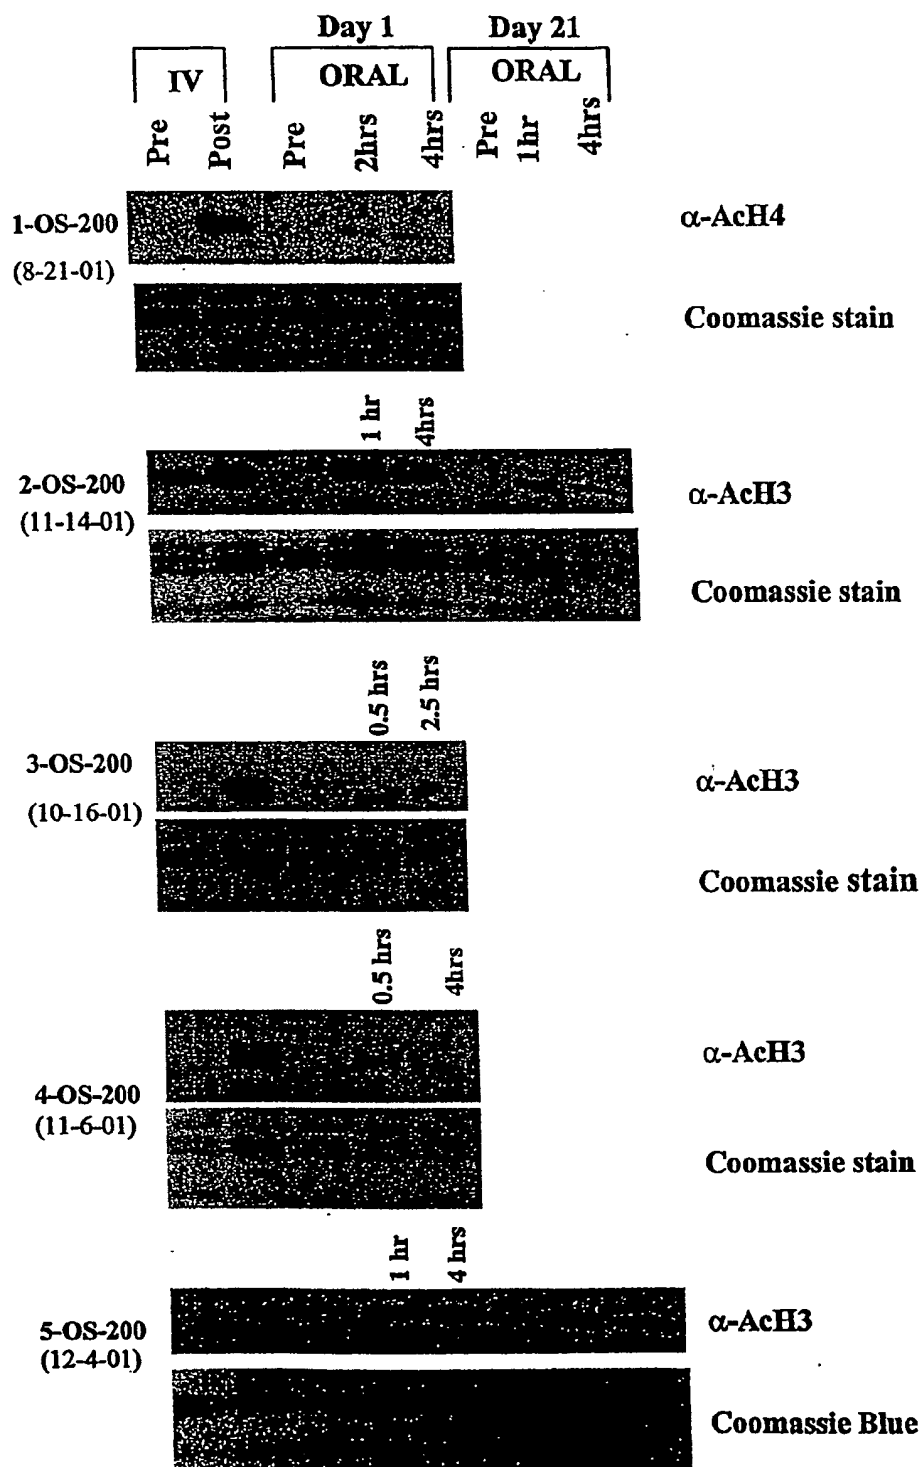 Day 1 Day 21
IV ORAL ORAL
Pre Post Pre 2hrs 4hrs Pre 1hr 4hrs
1-OS-200 α-AcH4
(8-21-01)
Coomassie stain
1 hr 4hrs
2-OS-200 α-AcH3
(11-14-01)
Coomassie stain
0.5 hrs 2.5 hrs
3-OS-200 α-AcH3
(10-16-01)
Coomassie stain
0.5 hrs 4hrs
α-AcH3
4-OS-200
(11-6-01)
Coomassie stain
1 hr 4 hrs
5-OS-200 α-AcH3
(12-4-01)
Coomassie Blue